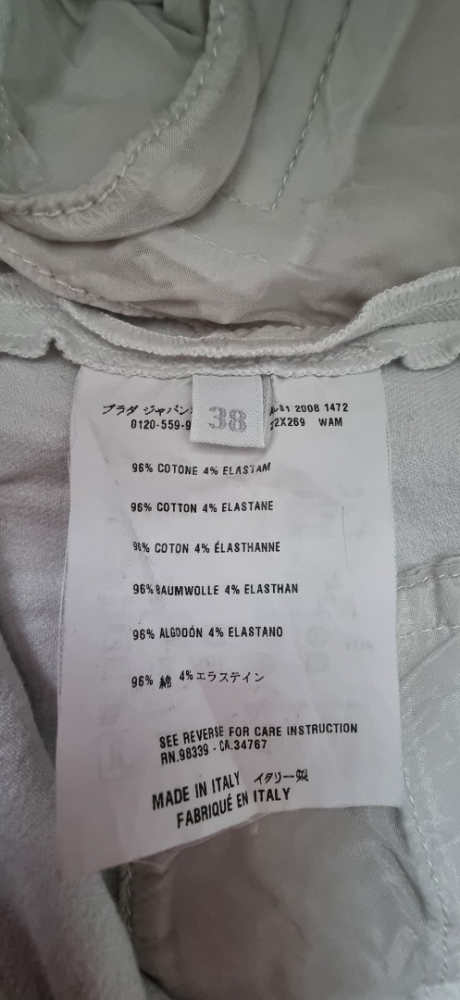 プラダ ジャパン 2008 1472
0120-559-9 2X269 WAM
38
96% COTONE 4% ELASTAM
96% COTTON 4% ELASTANE
96% COTON 4% ÉLASTHANNE
96% BAUMWOLLE 4% ELASTHAN
96% ALGODÓN 4% ELASTANO
96% 綿 4%エラステイン
SEE REVERSE FOR CARE INSTRUCTION
RN.98339 - CA.34767
MADE IN ITALY イタリー製
FABRIQUÉ EN ITALY